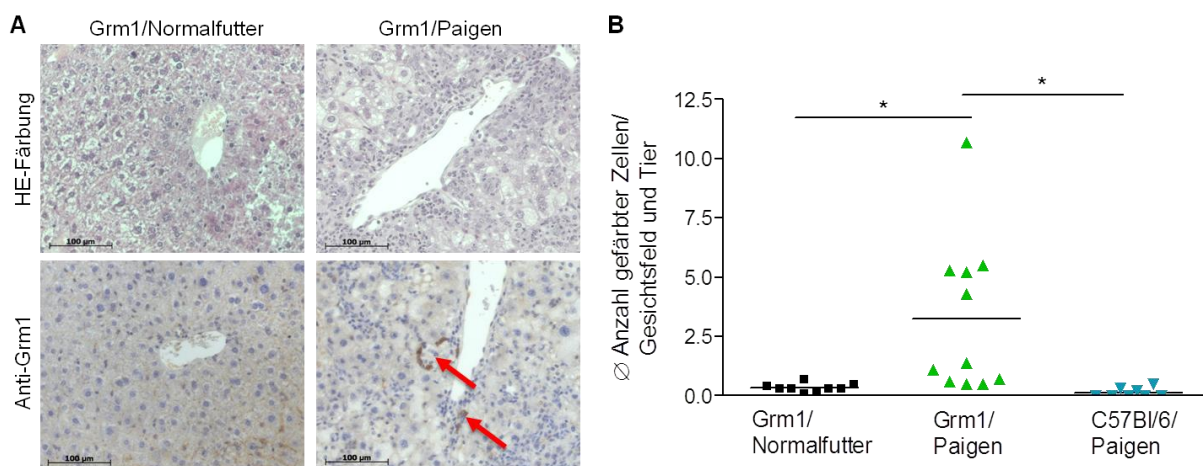 A
Grm1/Normalfutter
Grm1/Paigen
HE-Färbung
100 µm
100 µm
Anti-Grm1
100 µm
100 µm
B
Ø Anzahl gefärbter Zellen/
Gesichtsfeld und Tier
*
*
12.5
10.0
7.5
5.0
2.5
0.0
Grm1/
Normalfutter
Grm1/
Paigen
C57Bl/6/
Paigen